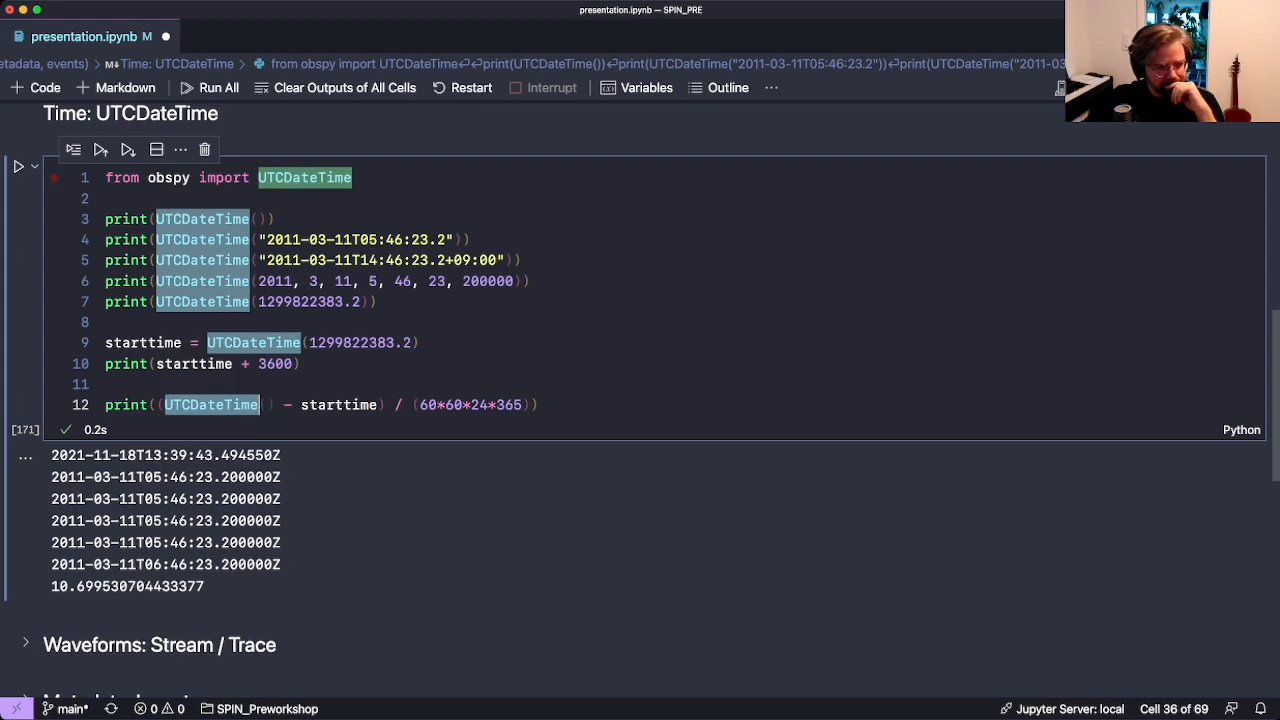 presentation.ipynb — SPIN_PRE
presentation.ipynb M
etadata, events) > M↓Time: UTCDateTime > from obspy import UTCDateTime↵↵print(UTCDateTime())↵print(UTCDateTime("2011-03-11T05:46:23.2"))↵print(UTCDateTime("2011-03-1
+ Code + Markdown Run All Clear Outputs of All Cells Restart Interrupt Variables Outline ...
Time: UTCDateTime
1 from obspy import UTCDateTime
2
3 print(UTCDateTime())
4 print(UTCDateTime("2011-03-11T05:46:23.2"))
5 print(UTCDateTime("2011-03-11T14:46:23.2+09:00"))
6 print(UTCDateTime(2011, 3, 11, 5, 46, 23, 200000))
7 print(UTCDateTime(1299822383.2))
8
9 starttime = UTCDateTime(1299822383.2)
10 print(starttime + 3600)
11
12 print((UTCDateTime() - starttime) / (60*60*24*365))
[171] ✓ 0.2s Python
... 2021-11-18T13:39:43.494550Z
2011-03-11T05:46:23.200000Z
2011-03-11T05:46:23.200000Z
2011-03-11T05:46:23.200000Z
2011-03-11T05:46:23.200000Z
2011-03-11T06:46:23.200000Z
10.699530704433377
> Waveforms: Stream / Trace
main* 0 0 SPIN_Preworkshop Jupyter Server: local Cell 36 of 69